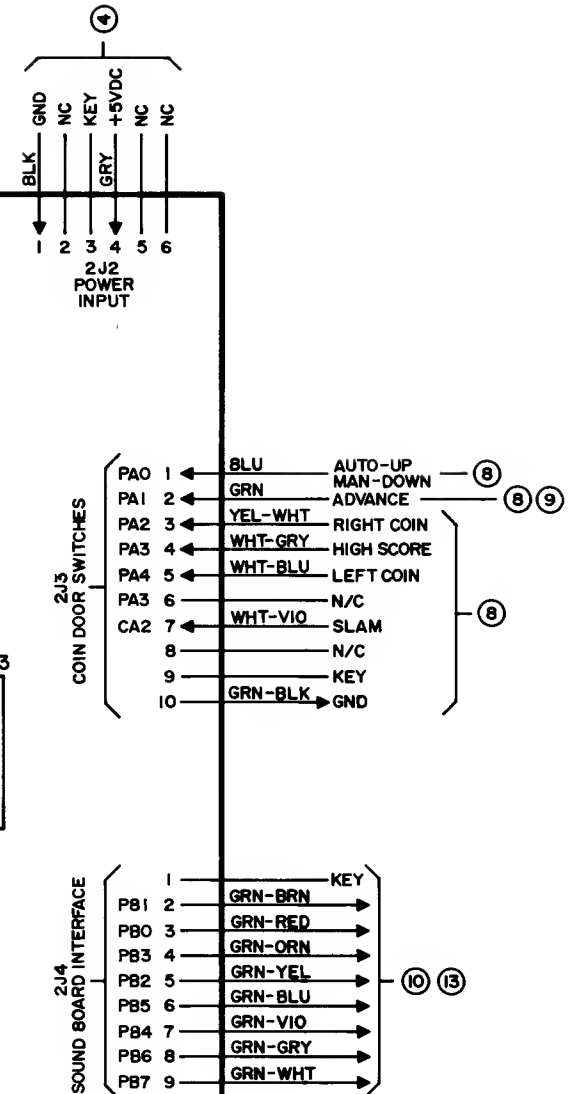 4
GND
NC
KEY
+5VDC
NC
NC
BLK
GRY
1 2 3 4 5 6
2J2
POWER
INPUT
2J3
COIN DOOR SWITCHES
PA0 1 BLU AUTO-UP
MAN-DOWN 8
PA1 2 GRN ADVANCE 8 9
PA2 3 YEL-WHT RIGHT COIN
PA3 4 WHT-GRY HIGH SCORE
PA4 5 WHT-BLU LEFT COIN
PA3 6 N/C
8
CA2 7 WHT-VIO SLAM
8 N/C
9 KEY
10 GRN-BLK GND
3
2J4
SOUND BOARD INTERFACE
1 KEY
PB1 2 GRN-BRN
PB0 3 GRN-RED
PB3 4 GRN-ORN
PB2 5 GRN-YEL
10 13
PB5 6 GRN-BLU
PB4 7 GRN-VIO
PB6 8 GRN-GRY
PB7 9 GRN-WHT